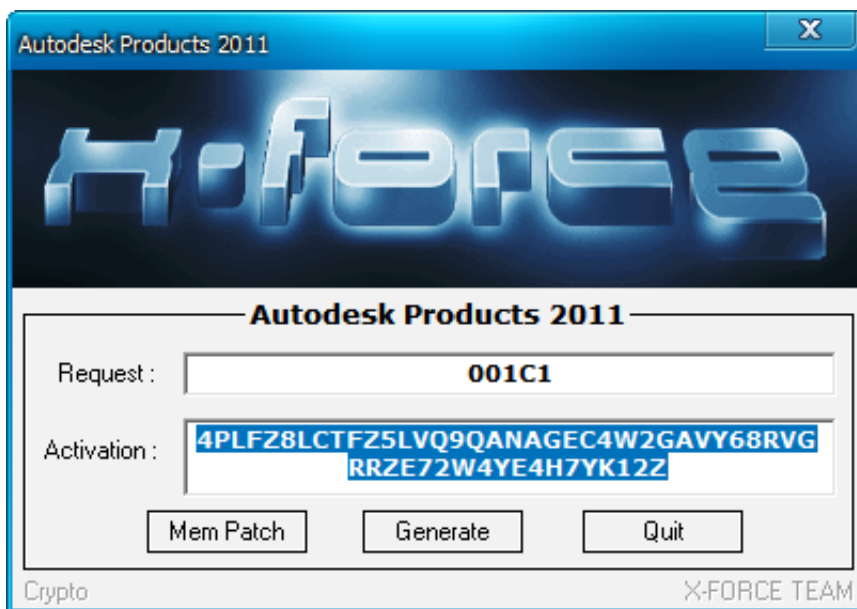 Autodesk Products 2011
X
x-force
Autodesk Products 2011
Request :
001C1
Activation :
4PLFZ8LCTFZ5LVQ9QANAGEC4W2GAVY68RVG
RRZE72W4YE4H7YK12Z
Mem Patch
Generate
Quit
Crypto
X-FORCE TEAM